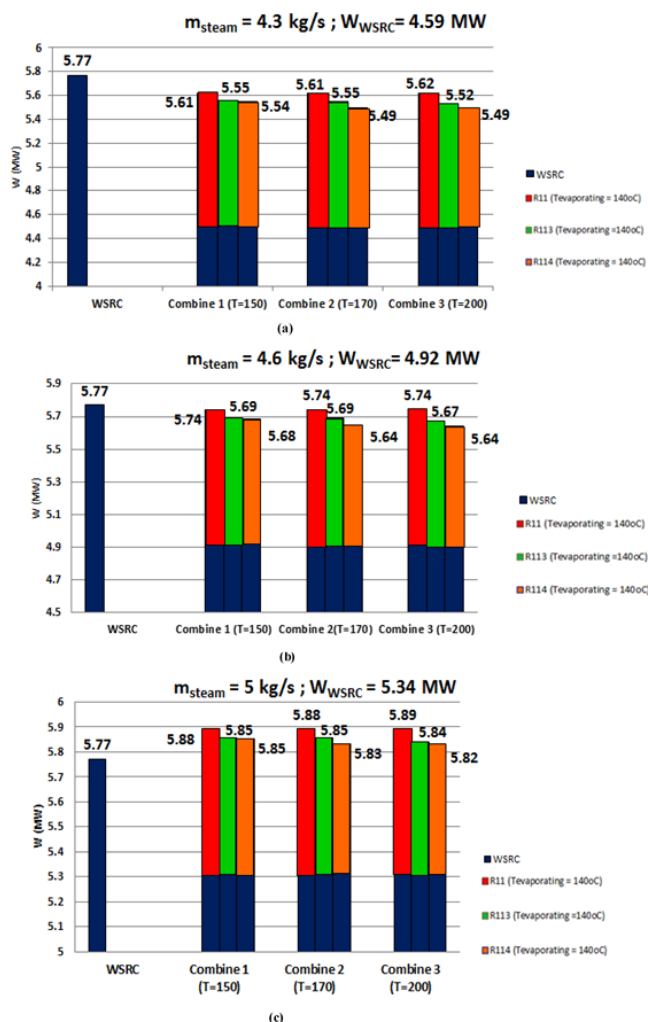 m_steam = 4.3 kg/s ; W_WSRC= 4.59 MW
W (MW)
6
5.8
5.6
5.4
5.2
5
4.8
4.6
4.4
4.2
4
5.77
5.61
5.55
5.54
5.61
5.55
5.49
5.62
5.52
5.49
WSRC
Combine 1 (T=150)
Combine 2 (T=170)
Combine 3 (T=200)
WSRC
R11 (Tevaporating = 140oC)
R113 (Tevaporating =140oC)
R114 (Tevaporating = 140oC)
(a)
m_steam = 4.6 kg/s ; W_WSRC= 4.92 MW
W (MW)
5.9
5.7
5.5
5.3
5.1
4.9
4.7
4.5
5.77
5.74
5.69
5.68
5.74
5.69
5.64
5.74
5.67
5.64
WSRC
Combine 1 (T=150)
Combine 2(T=170)
Combine 3 (T=200)
WSRC
R11 (Tevaporating = 140oC)
R113 (Tevaporating =140oC)
R114 (Tevaporating = 140oC)
(b)
m_steam = 5 kg/s ; W_WSRC = 5.34 MW
W (MW)
6
5.9
5.8
5.7
5.6
5.5
5.4
5.3
5.2
5.1
5
5.77
5.88
5.85
5.85
5.88
5.85
5.83
5.89
5.84
5.82
WSRC
Combine 1
(T=150)
Combine 2
(T=170)
Combine 3
(T=200)
WSRC
R11 (Tevaporating = 140oC)
R113 (Tevaporating =140oC)
R114 (Tevaporating = 140oC)
(c)